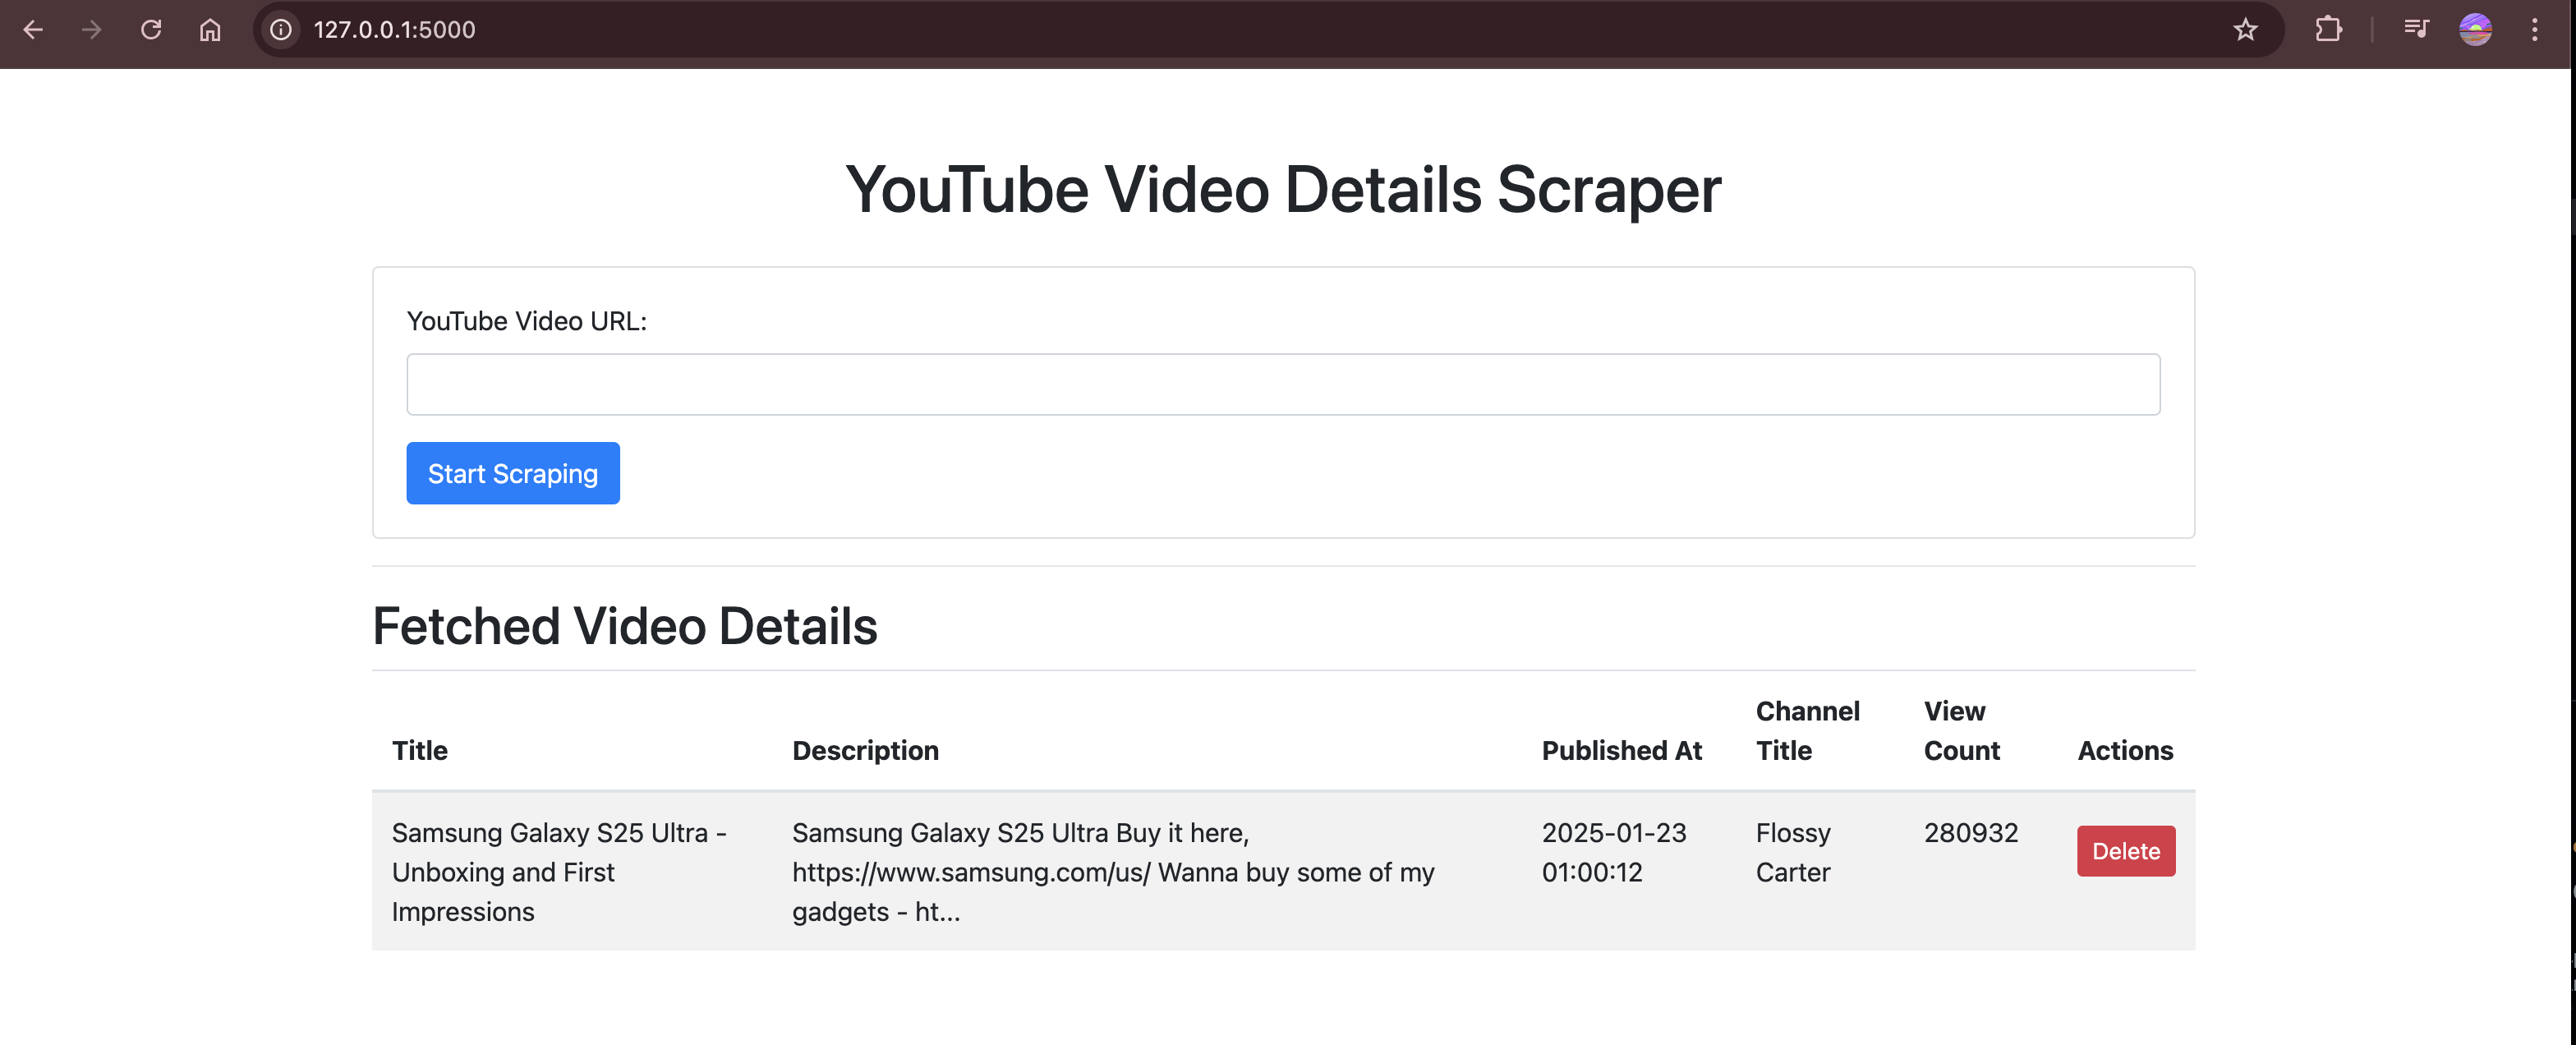 127.0.0.1:5000
YouTube Video Details Scraper
YouTube Video URL:
Start Scraping
Fetched Video Details
Title Description Published At Channel Title View Count Actions
Samsung Galaxy S25 Ultra - Unboxing and First Impressions
Samsung Galaxy S25 Ultra Buy it here,
https://www.samsung.com/us/ Wanna buy some of my
gadgets - ht...
2025-01-23
01:00:12
Flossy
Carter
280932
Delete